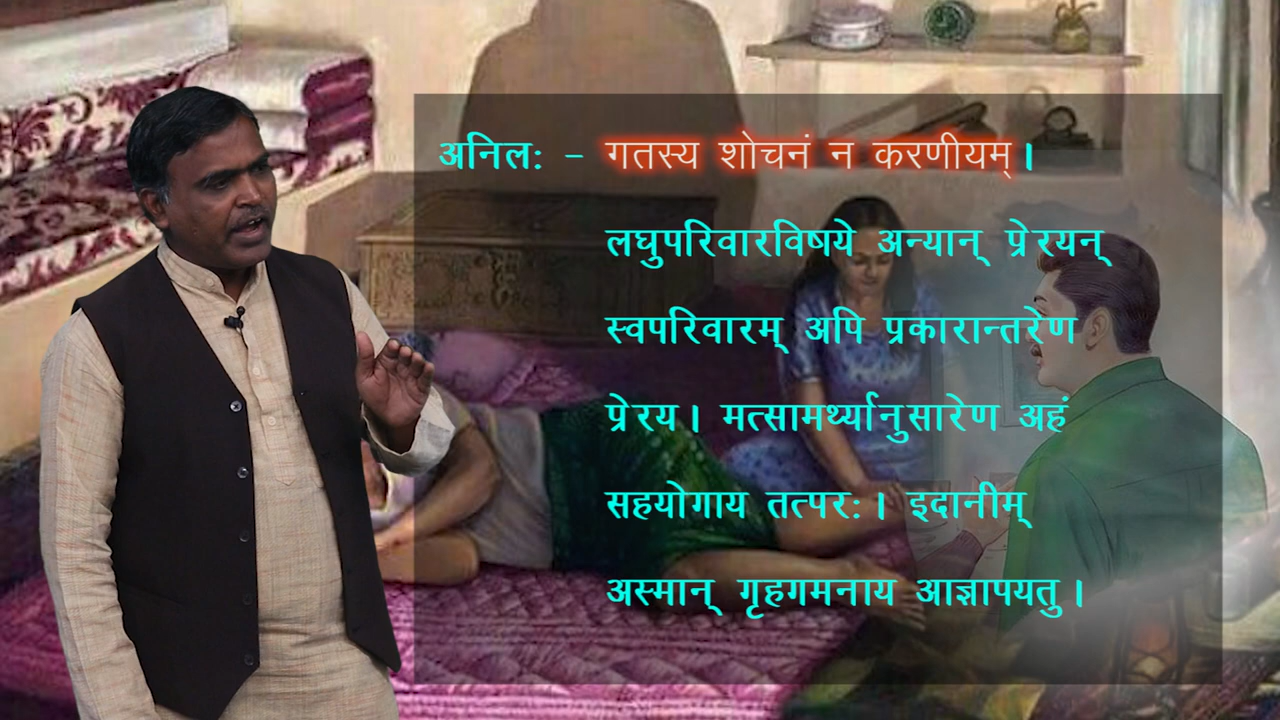 अनिल: - गतस्य शोचनं न करणीयम्।
लघुपरिवारविषये अन्यान् प्रेरयन्
स्वपरिवारम् अपि प्रकारान्तरेण
प्रेरय। मत्सामर्थ्यानुसारेण अहं
सहयोगाय तत्पर:। इदानीम्
अस्मान् गृहगमनाय आज्ञापयतु।